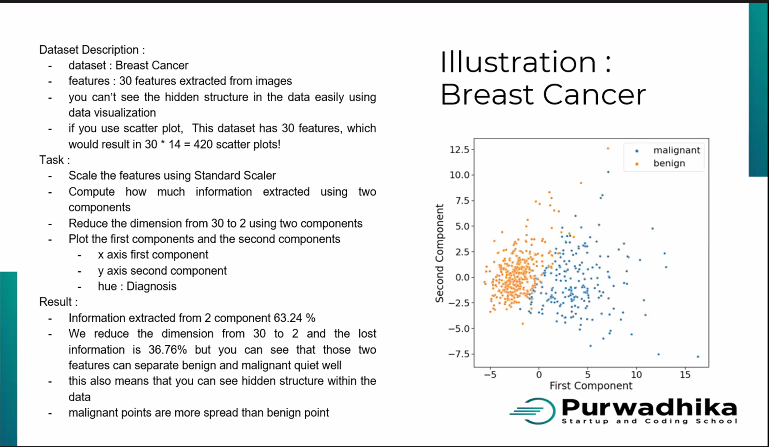 Dataset Description :
- dataset : Breast Cancer
- features : 30 features extracted from images
- you can't see the hidden structure in the data easily using
data visualization
- if you use scatter plot, This dataset has 30 features, which
would result in 30 * 14 = 420 scatter plots!
Task :
- Scale the features using Standard Scaler
- Compute how much information extracted using two
components
- Reduce the dimension from 30 to 2 using two components
- Plot the first components and the second components
- x axis first component
- y axis second component
- hue : Diagnosis
Result :
- Information extracted from 2 component 63.24 %
- We reduce the dimension from 30 to 2 and the lost
information is 36.76% but you can see that those two
features can separate benign and malignant quiet well
- this also means that you can see hidden structure within the
data
- malignant points are more spread than benign point
Illustration :
Breast Cancer
malignant
benign
Second Component
12.5
10.0
7.5
5.0
2.5
0.0
−2.5
−5.0
−7.5
−5 0 5 10 15
First Component
Purwadhika
Startup and Coding School